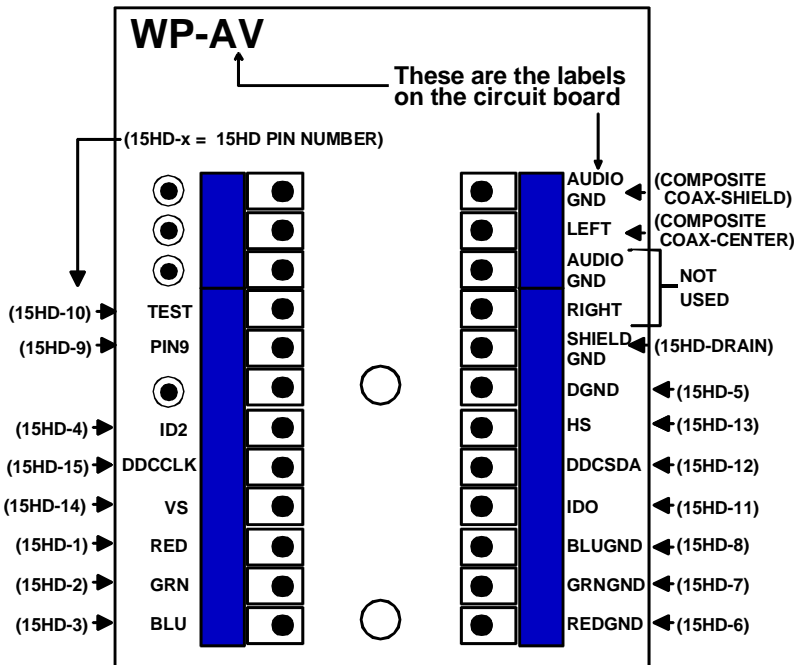 WP-AV
These are the labels
on the circuit board
(15HD-x = 15HD PIN NUMBER)
AUDIO
GND
(COMPOSITE
COAX-SHIELD)
LEFT
(COMPOSITE
COAX-CENTER)
AUDIO
GND
NOT
USED
(15HD-10)
TEST
RIGHT
(15HD-9)
PIN9
SHIELD
GND
(15HD-DRAIN)
DGND
(15HD-5)
(15HD-4)
ID2
HS
(15HD-13)
(15HD-15)
DDCCLK
DDCSDA
(15HD-12)
(15HD-14)
VS
IDO
(15HD-11)
(15HD-1)
RED
BLUGND
(15HD-8)
(15HD-2)
GRN
GRNGND
(15HD-7)
(15HD-3)
BLU
REDGND
(15HD-6)